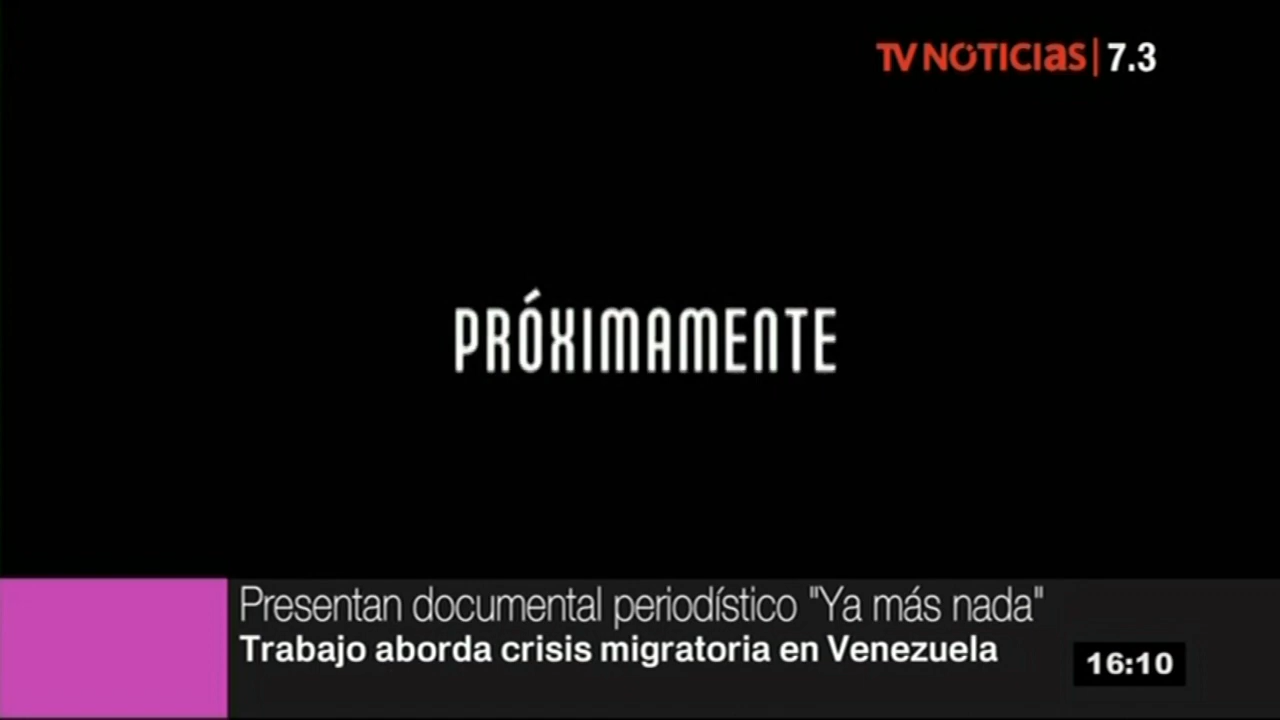 TV NOTICIAS | 7.3
PRÓXIMAMENTE
Presentan documental periodístico "Ya más nada"
Trabajo aborda crisis migratoria en Venezuela
16:10